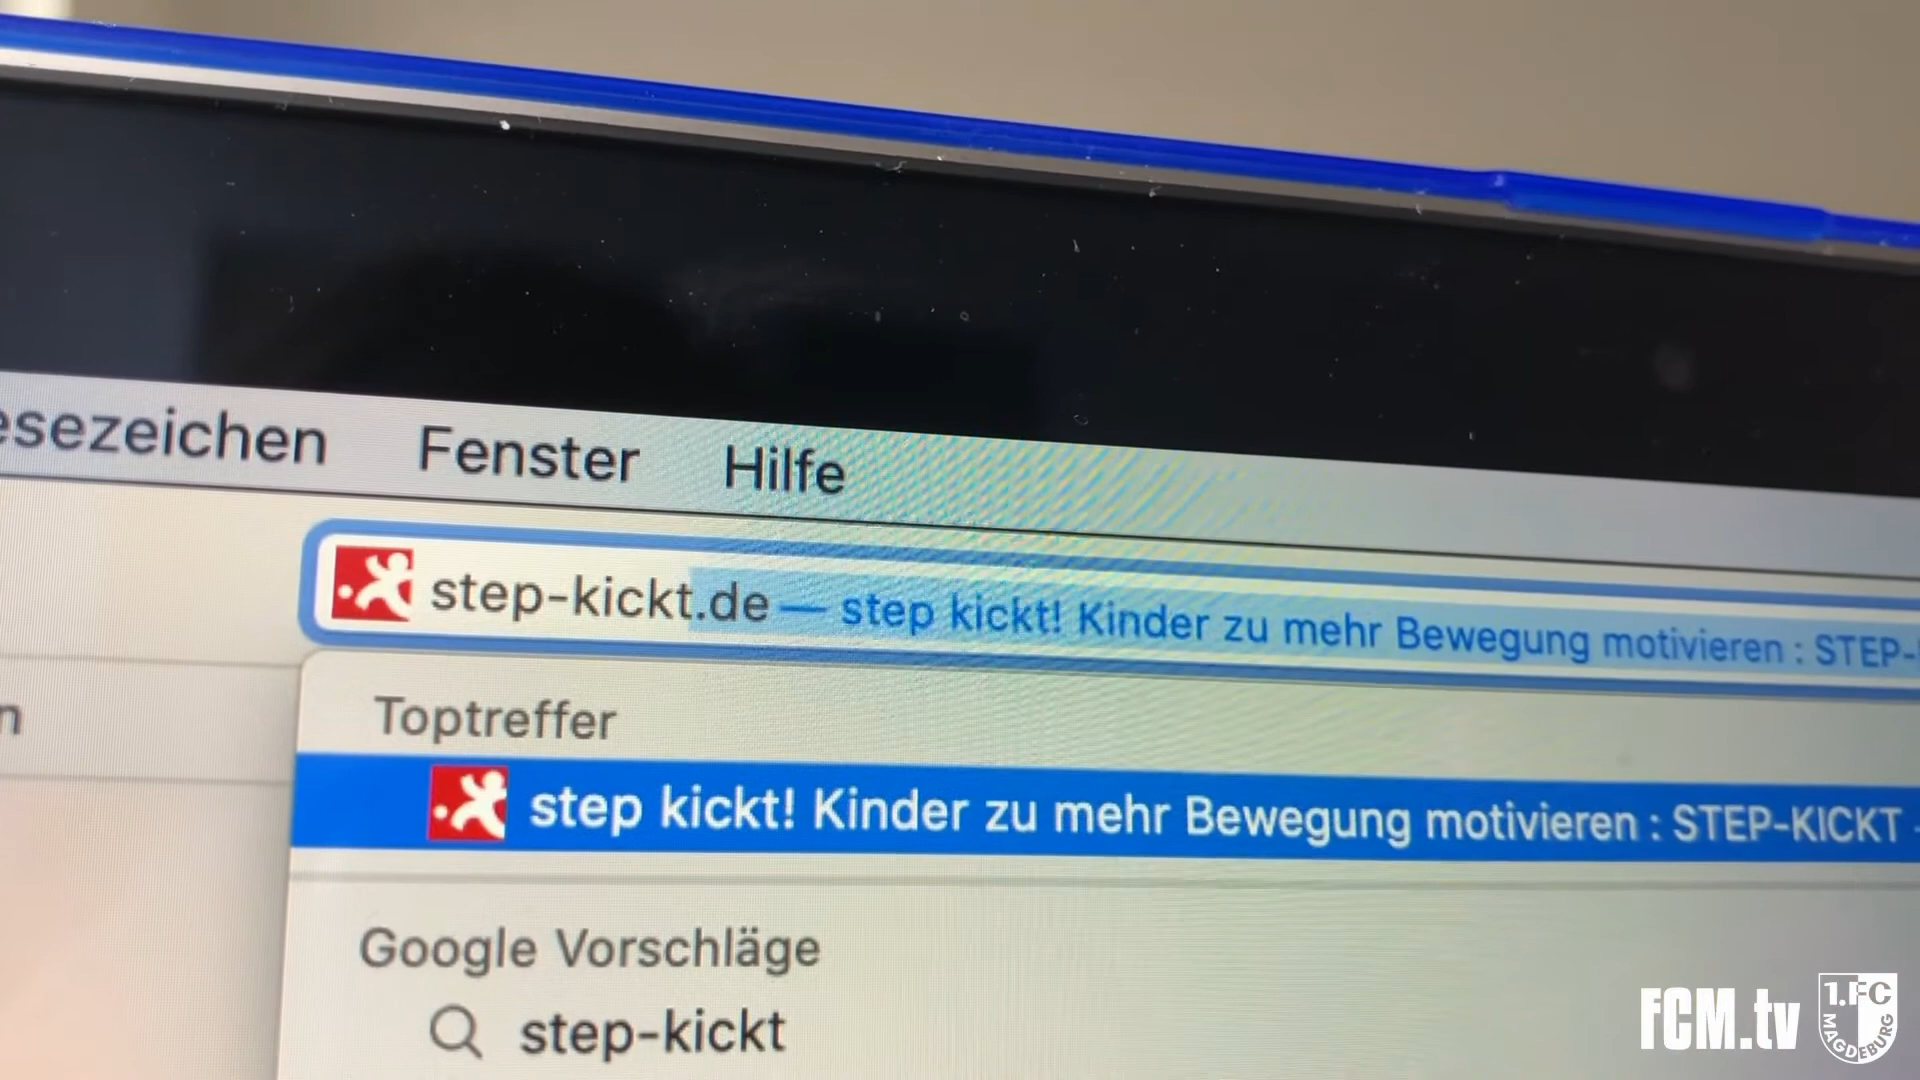 esezeichen Fenster Hilfe
step-kickt.de — step kickt! Kinder zu mehr Bewegung motivieren : STEP-
n
Toptreffer
step kickt! Kinder zu mehr Bewegung motivieren : STEP-KICKT -
Google Vorschläge
step-kickt
FCM.tv
1.FC
MAGDEBURG